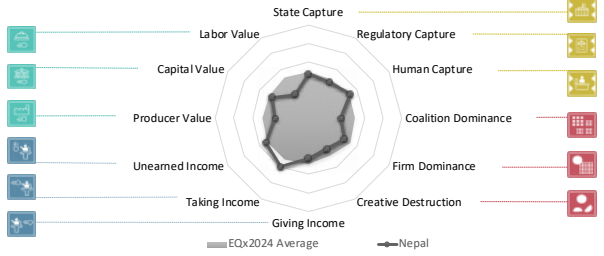 State Capture
Labor Value
Regulatory Capture
Capital Value
Human Capture
Producer Value
Coalition Dominance
Unearned Income
Firm Dominance
Taking Income
Creative Destruction
Giving Income
EQx2024 Average
Nepal